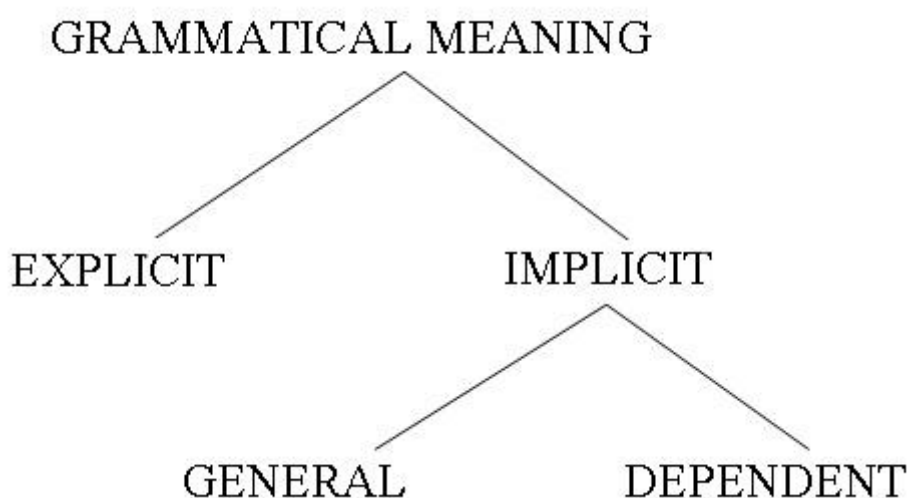 GRAMMATICAL MEANING
EXPLICIT IMPLICIT
GENERAL DEPENDENT